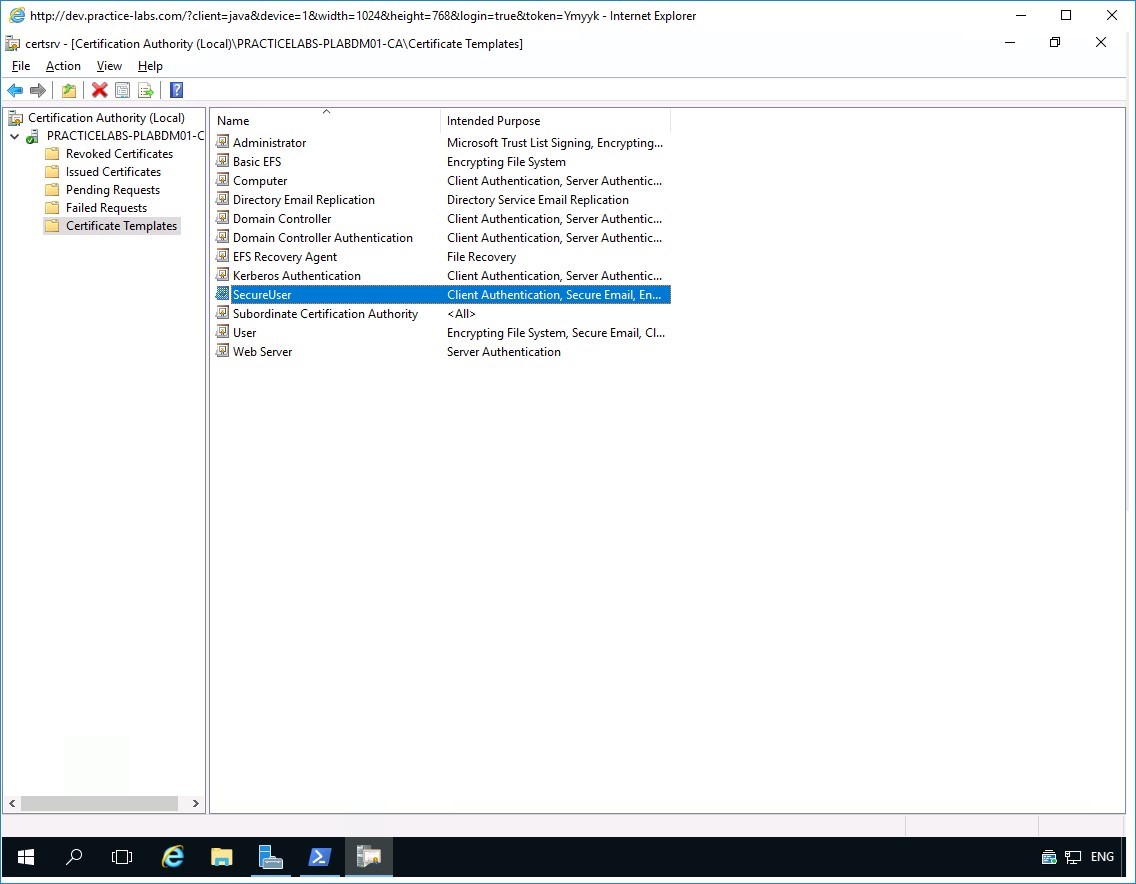 http://dev.practice-labs.com/?client=java&device=1&width=1024&height=768&login=true&token=Ymyyk - Internet Explorer
certsrv - [Certification Authority (Local)\PRACTICELABS-PLABDM01-CA\Certificate Templates]
File Action View Help
Certification Authority (Local)
PRACTICELABS-PLABDM01-C
Revoked Certificates
Issued Certificates
Pending Requests
Failed Requests
Certificate Templates
Name Intended Purpose
Administrator Microsoft Trust List Signing, Encrypting...
Basic EFS Encrypting File System
Computer Client Authentication, Server Authentic...
Directory Email Replication Directory Service Email Replication
Domain Controller Client Authentication, Server Authentic...
Domain Controller Authentication Client Authentication, Server Authentic...
EFS Recovery Agent File Recovery
Kerberos Authentication Client Authentication, Server Authentic...
SecureUser Client Authentication, Secure Email, En...
Subordinate Certification Authority <All>
User Encrypting File System, Secure Email, Cl...
Web Server Server Authentication
ENG